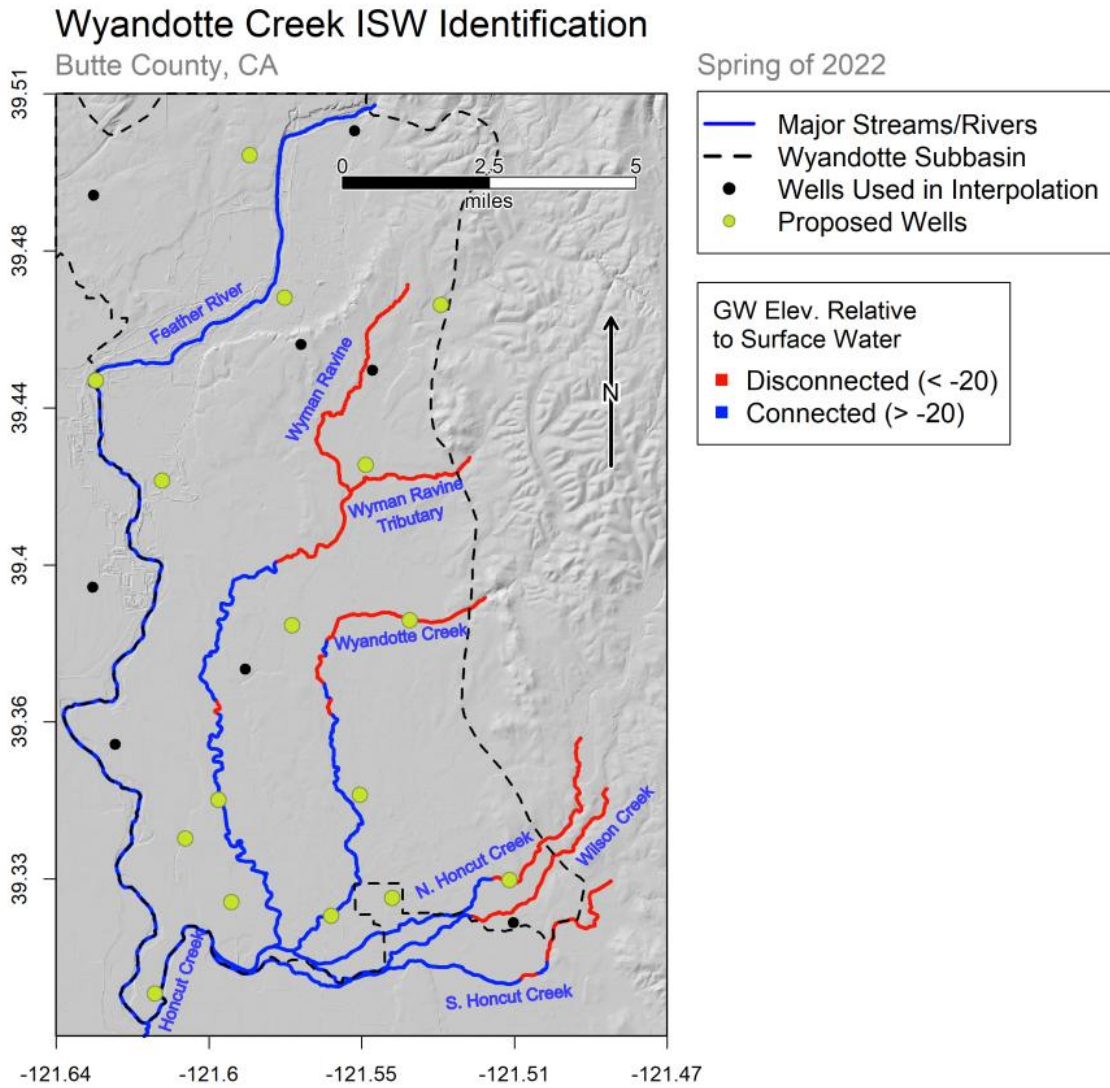 Wyandotte Creek ISW Identification
Butte County, CA
Spring of 2022
Major Streams/Rivers
Wyandotte Subbasin
Wells Used in Interpolation
Proposed Wells
GW Elev. Relative
to Surface Water
Disconnected (< -20)
Connected (> -20)
0 2.5 5
miles
N
Feather River
Wyman Ravine
Wyman Ravine
Tributary
Wyandotte Creek
N. Honcut Creek
Wilson Creek
S. Honcut Creek
Honcut Creek
39.51
39.48
39.44
39.4
39.36
39.33
-121.64 -121.6 -121.55 -121.51 -121.47